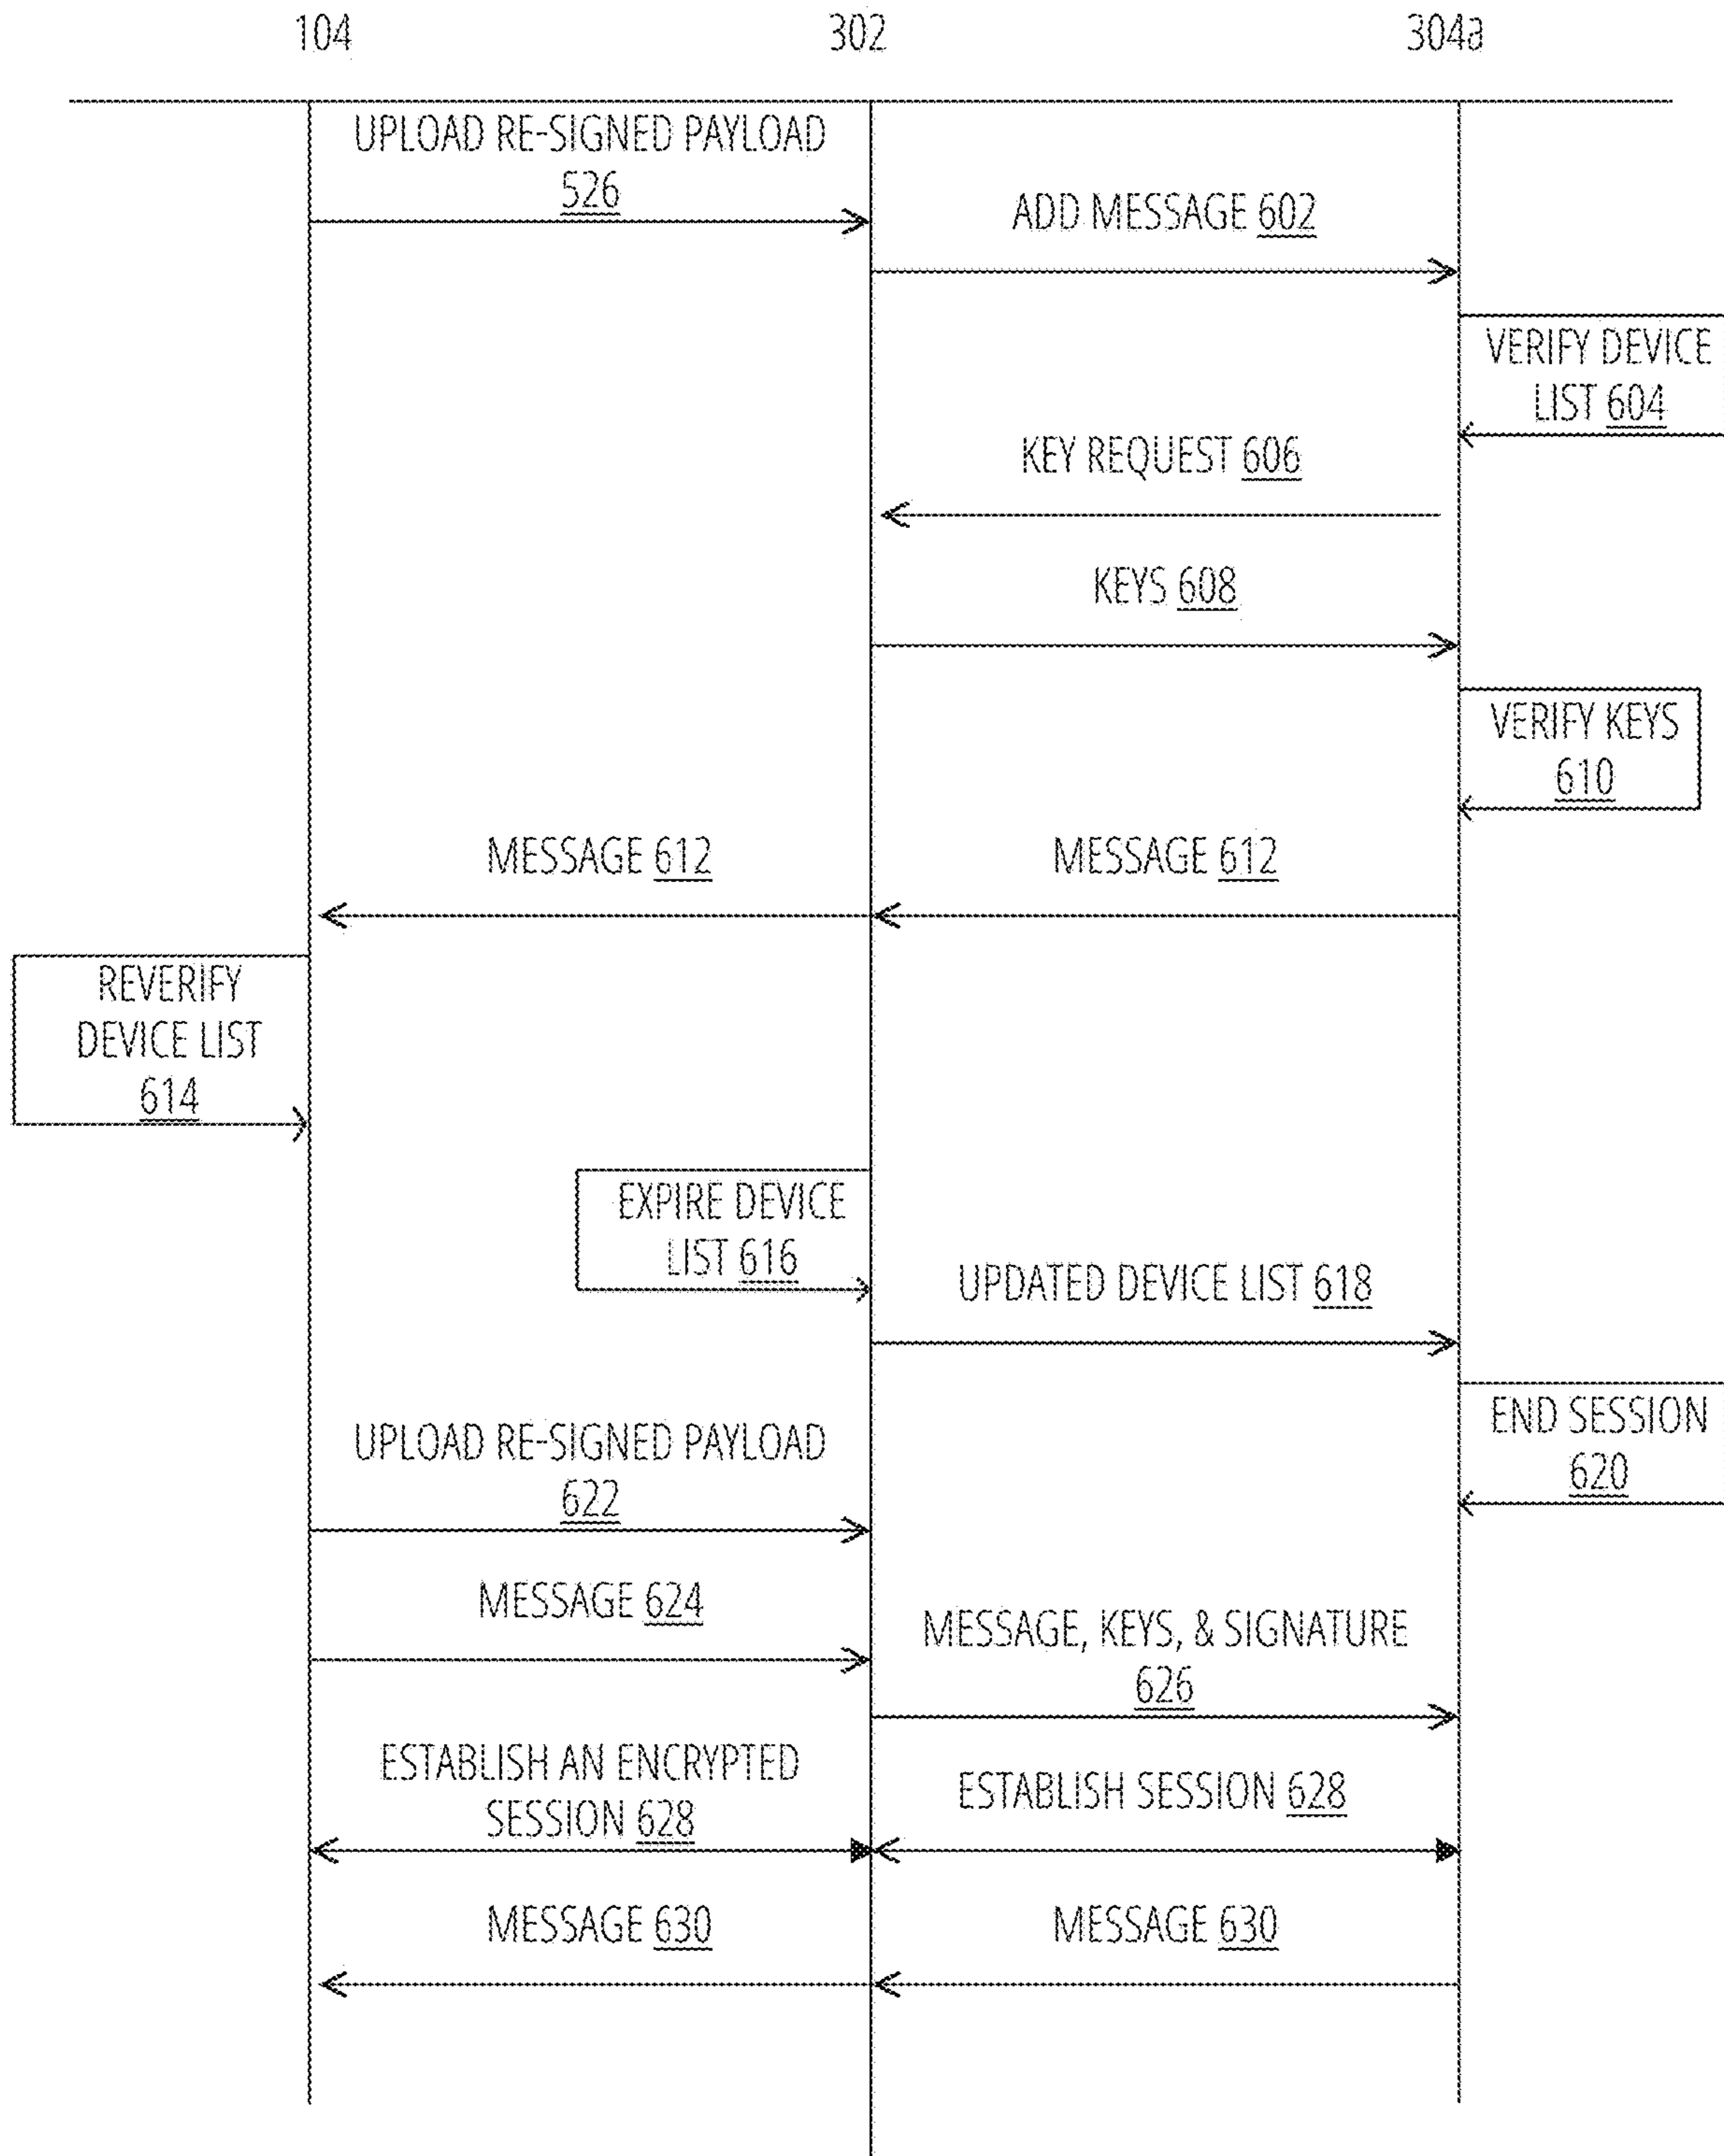 104
302
304a
UPLOAD RE-SIGNED PAYLOAD
526
ADD MESSAGE 602
VERIFY DEVICE
LIST 604
KEY REQUEST 606
KEYS 608
VERIFY KEYS
610
MESSAGE 612
MESSAGE 612
REVERIFY
DEVICE LIST
614
EXPIRE DEVICE
LIST 616
UPDATED DEVICE LIST 618
END SESSION
620
UPLOAD RE-SIGNED PAYLOAD
622
MESSAGE 624
MESSAGE, KEYS, & SIGNATURE
626
ESTABLISH AN ENCRYPTED
SESSION 628
ESTABLISH SESSION 628
MESSAGE 630
MESSAGE 630